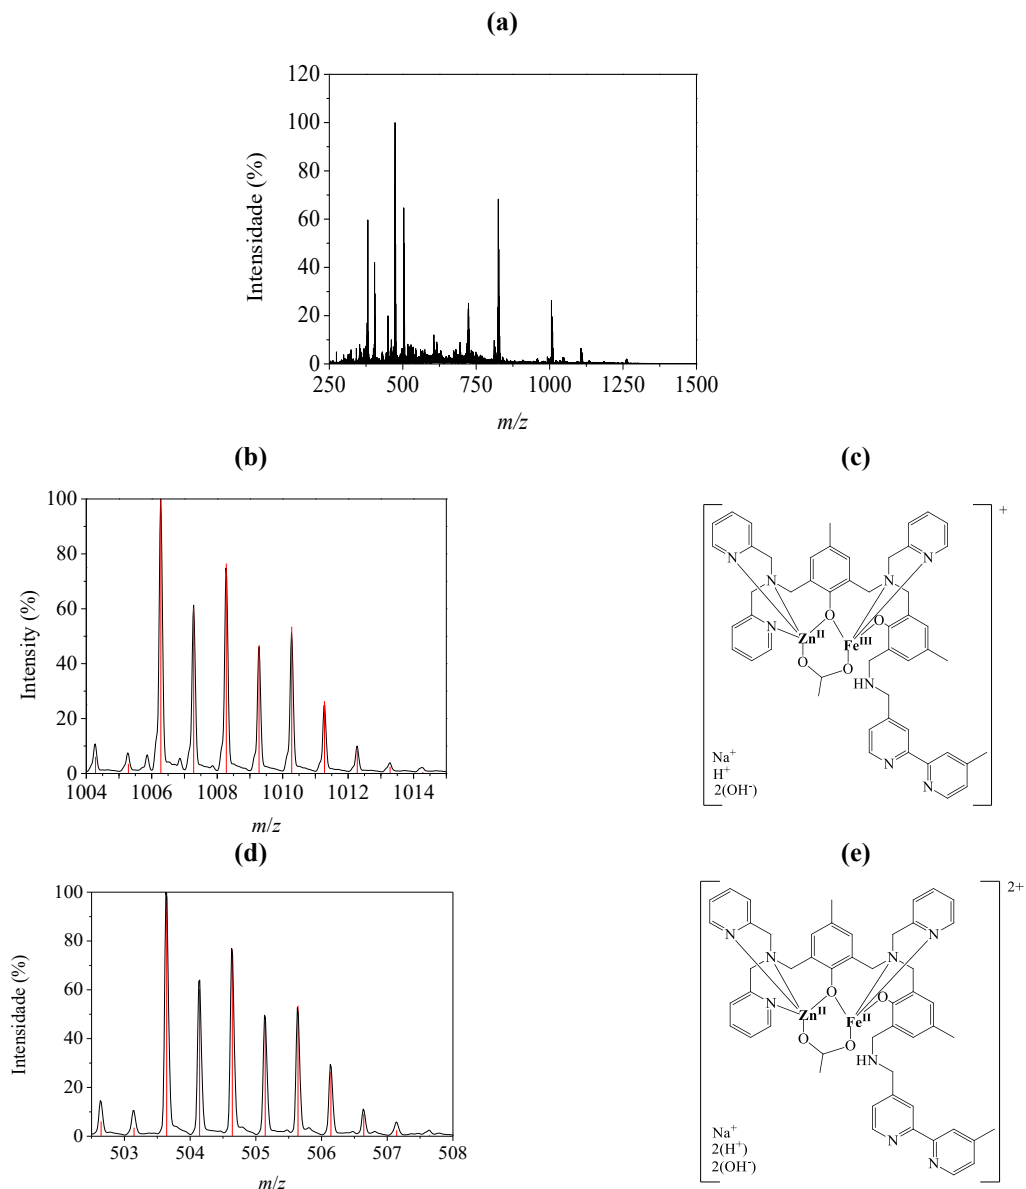 (a)
120
100
80
60
40
20
0
Intensidade (%)
250 500 750 1000 1250 1500
m/z
(b)
100
80
60
40
20
0
Intensity (%)
1004 1006 1008 1010 1012 1014
m/z
(c)
+
N N
N N
O O
N Zn^II Fe^III
O O
HN
N N
Na⁺
H⁺
2(OH⁻)
(d)
100
80
60
40
20
0
Intensidade (%)
503 504 505 506 507 508
m/z
(e)
2+
N N
N N
O O
N Zn^II Fe^II
O O
HN
N N
Na⁺
2(H⁺)
2(OH⁻)